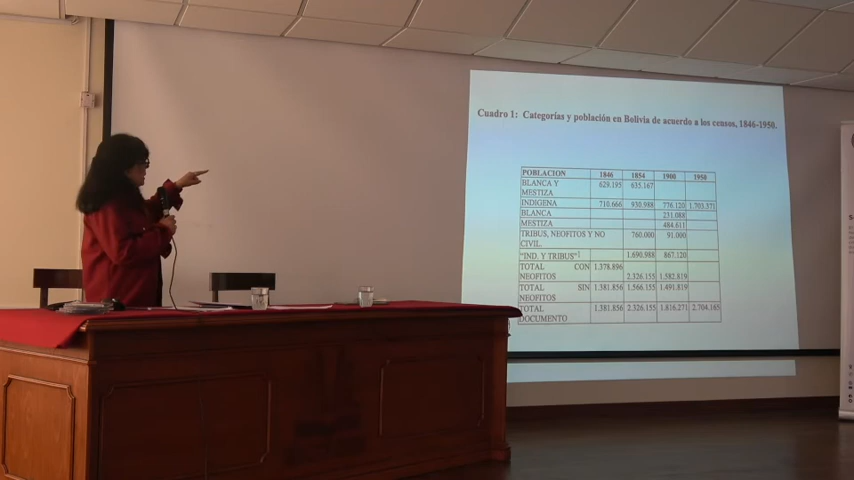 Cuadro 1: Categorías y población en Bolivia de acuerdo a los censos, 1846-1950.
POBLACION 1846 1854 1900 1950
BLANCA Y 629.195 635.167
MESTIZA
INDIGENA 710.666 930.988 776.120 1.703.371
BLANCA 231.088
MESTIZA 484.611
TRIBUS, NEOFITOS Y NO 760.000 91.000
CIVIL.
"IND. Y TRIBUS" 1.690.988 867.120
TOTAL CON 1.378.896
NEOFITOS 2.326.155 1.582.819
TOTAL SIN 1.381.856 1.566.155 1.491.819
NEOFITOS
TOTAL 1.381.856 2.326.155 1.816.271 2.704.165
DOCUMENTO